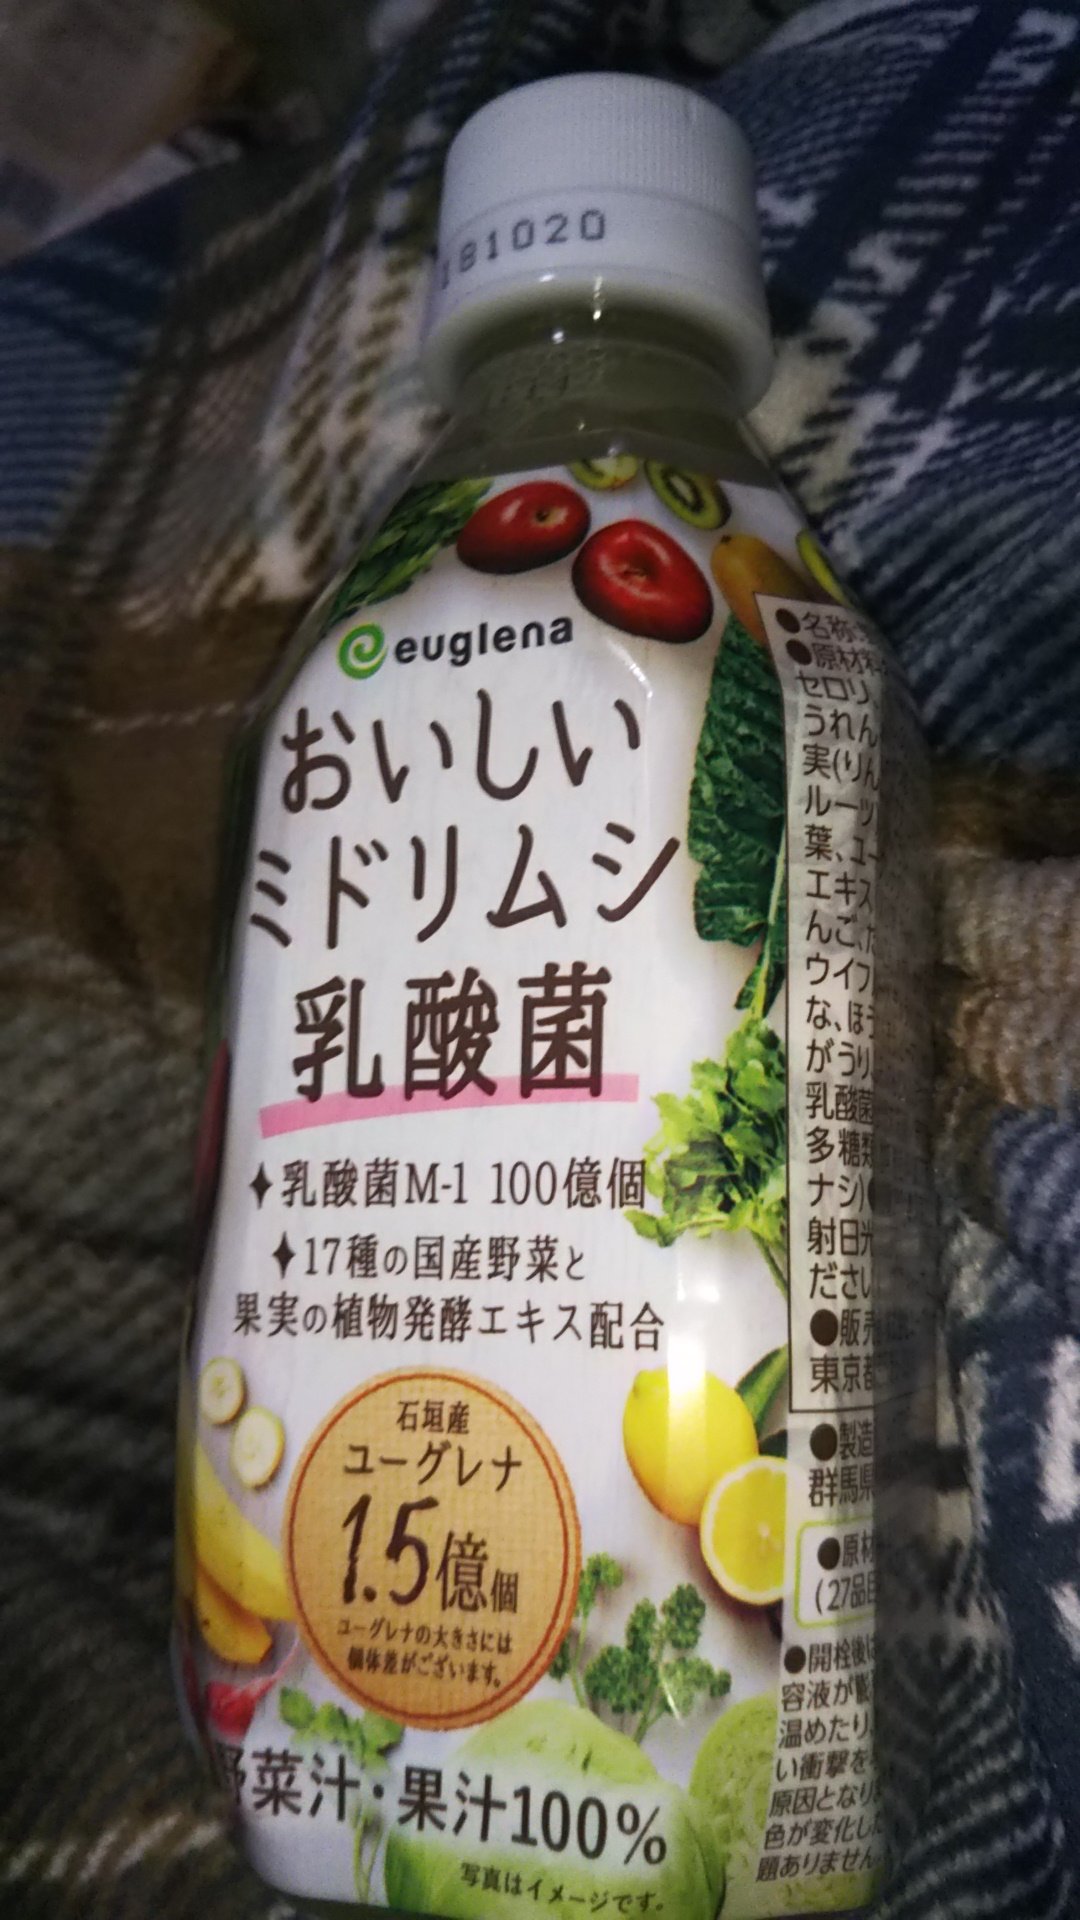 181020
euglena
おいしい
ミドリムシ
乳酸菌
✦乳酸菌M-1 100億個
✦17種の国産野菜と
果実の植物発酵エキス配合
石垣産
ユーグレナ
1.5億個
ユーグレナの大きさには
個体差がございます。
野菜汁・果汁100%
写真はイメージです。
●名称
●原材料
セロリ
うれん
実(りん
ルーツ
葉、ユー
エキス
んご、た
ウイフ
な、ほう
がうり
乳酸菌
多糖類
ナシ)
射日光
ださい
●販売
東京都
●製造
群馬県
●原材
(27品目
●開栓後
容液が
温めたり
い衝撃を
原因となり
色が変化し
題ありません